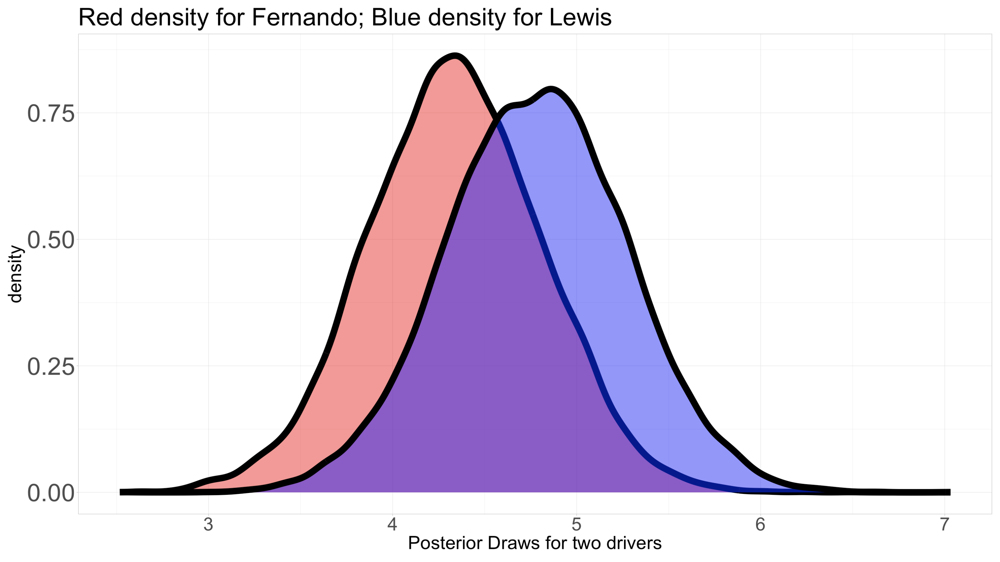 Red density for Fernando; Blue density for Lewis
0.75
0.50
0.25
0.00
density
3 4 5 6 7
Posterior Draws for two drivers